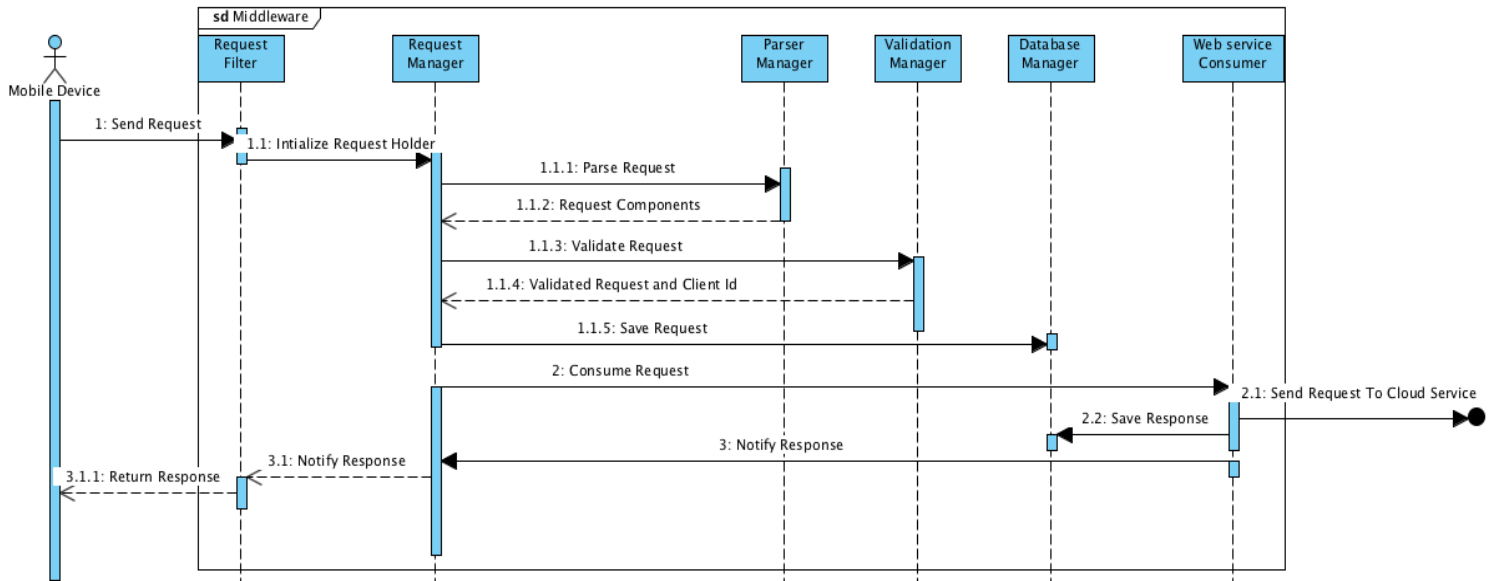 sd Middleware
Request
Filter
Request
Manager
Parser
Manager
Validation
Manager
Database
Manager
Web service
Consumer
Mobile Device
1: Send Request
1.1: Intialize Request Holder
1.1.1: Parse Request
1.1.2: Request Components
1.1.3: Validate Request
1.1.4: Validated Request and Client Id
1.1.5: Save Request
2: Consume Request
2.1: Send Request To Cloud Service
2.2: Save Response
3: Notify Response
3.1: Notify Response
3.1.1: Return Response